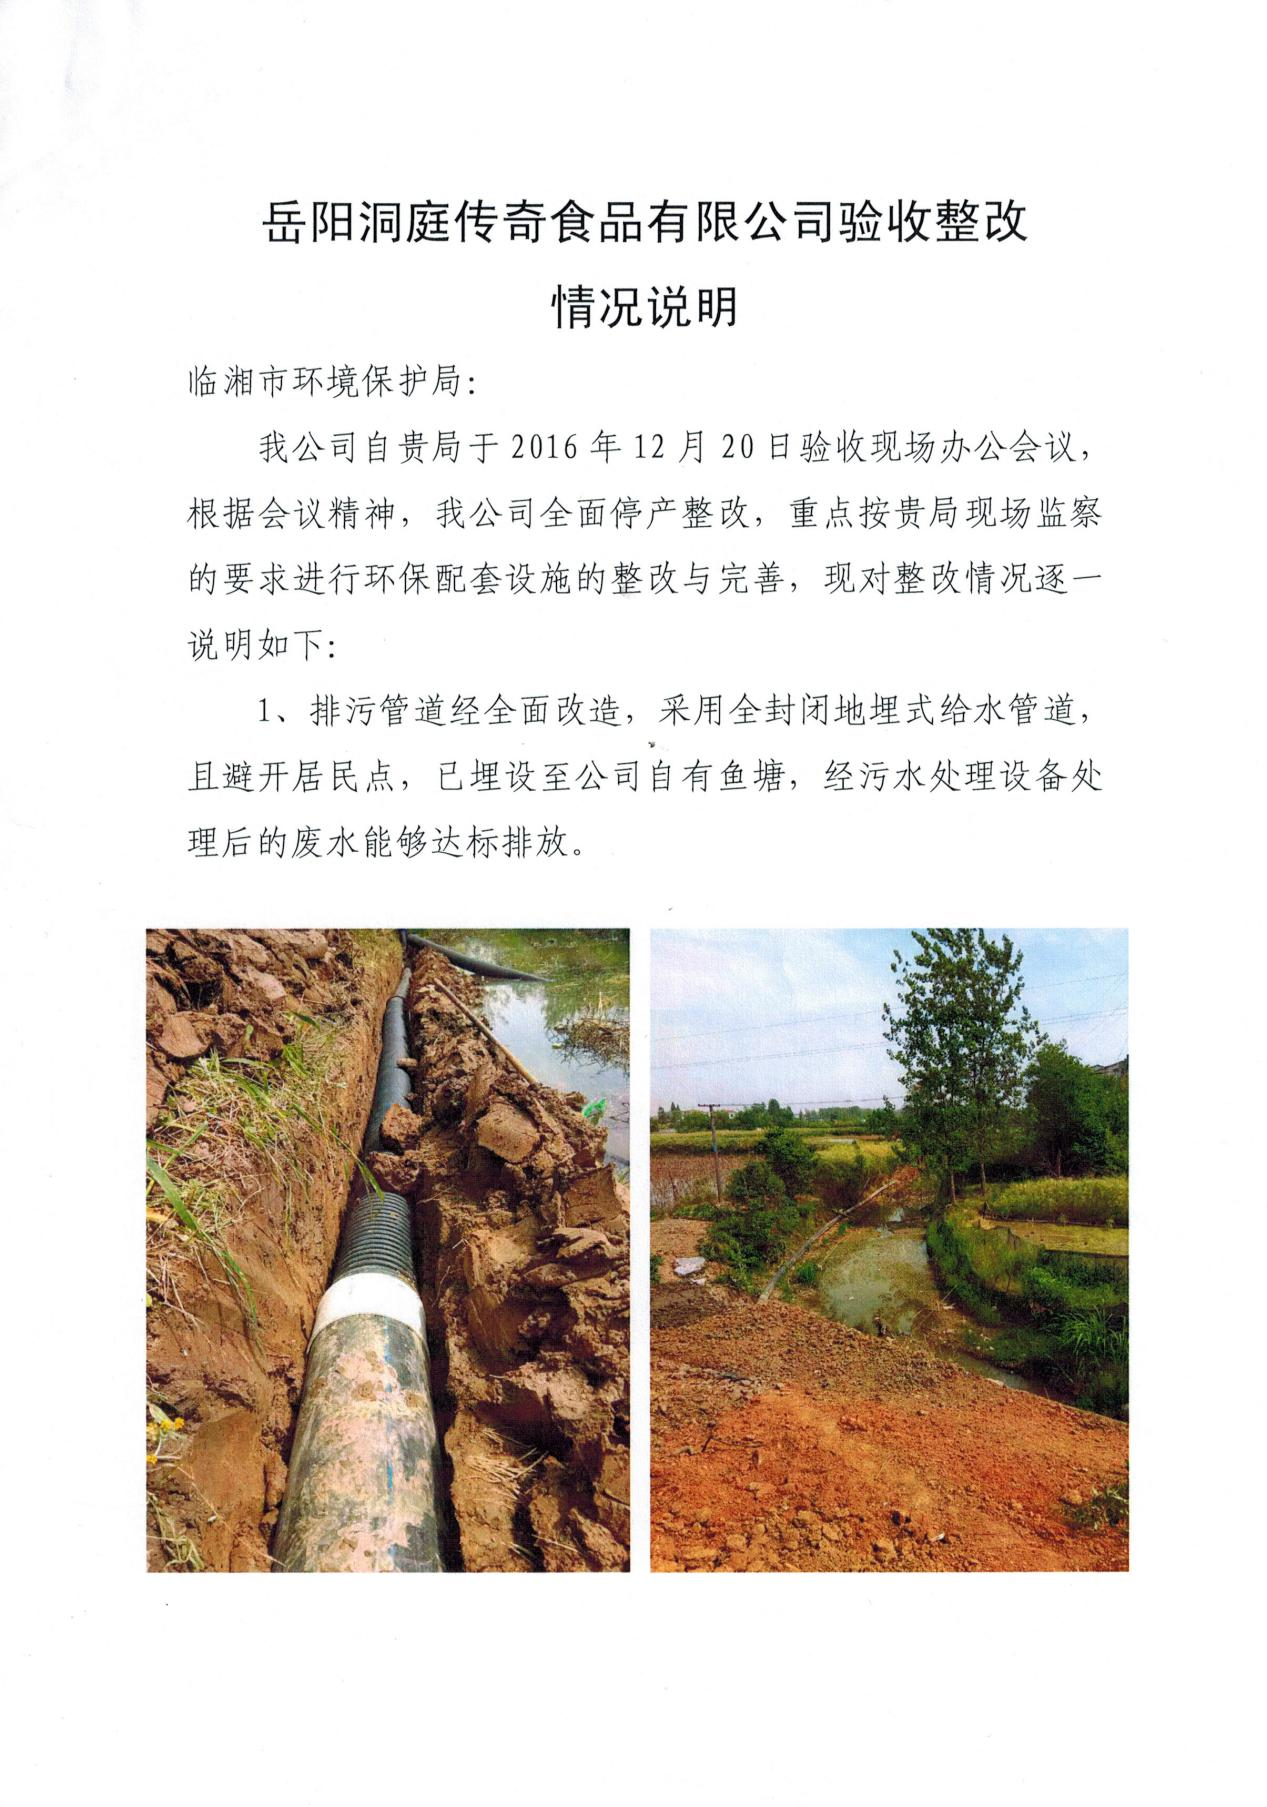 岳阳洞庭传奇食品有限公司验收整改
情况说明
临湘市环境保护局：
我公司自贵局于 2016 年 12 月 20 日验收现场办公会议，
根据会议精神，我公司全面停产整改，重点按贵局现场监察
的要求进行环保配套设施的整改与完善，现对整改情况逐一
说明如下：
1、排污管道经全面改造，采用全封闭地埋式给水管道，
且避开居民点，已埋设至公司自有鱼塘，经污水处理设备处
理后的废水能够达标排放。